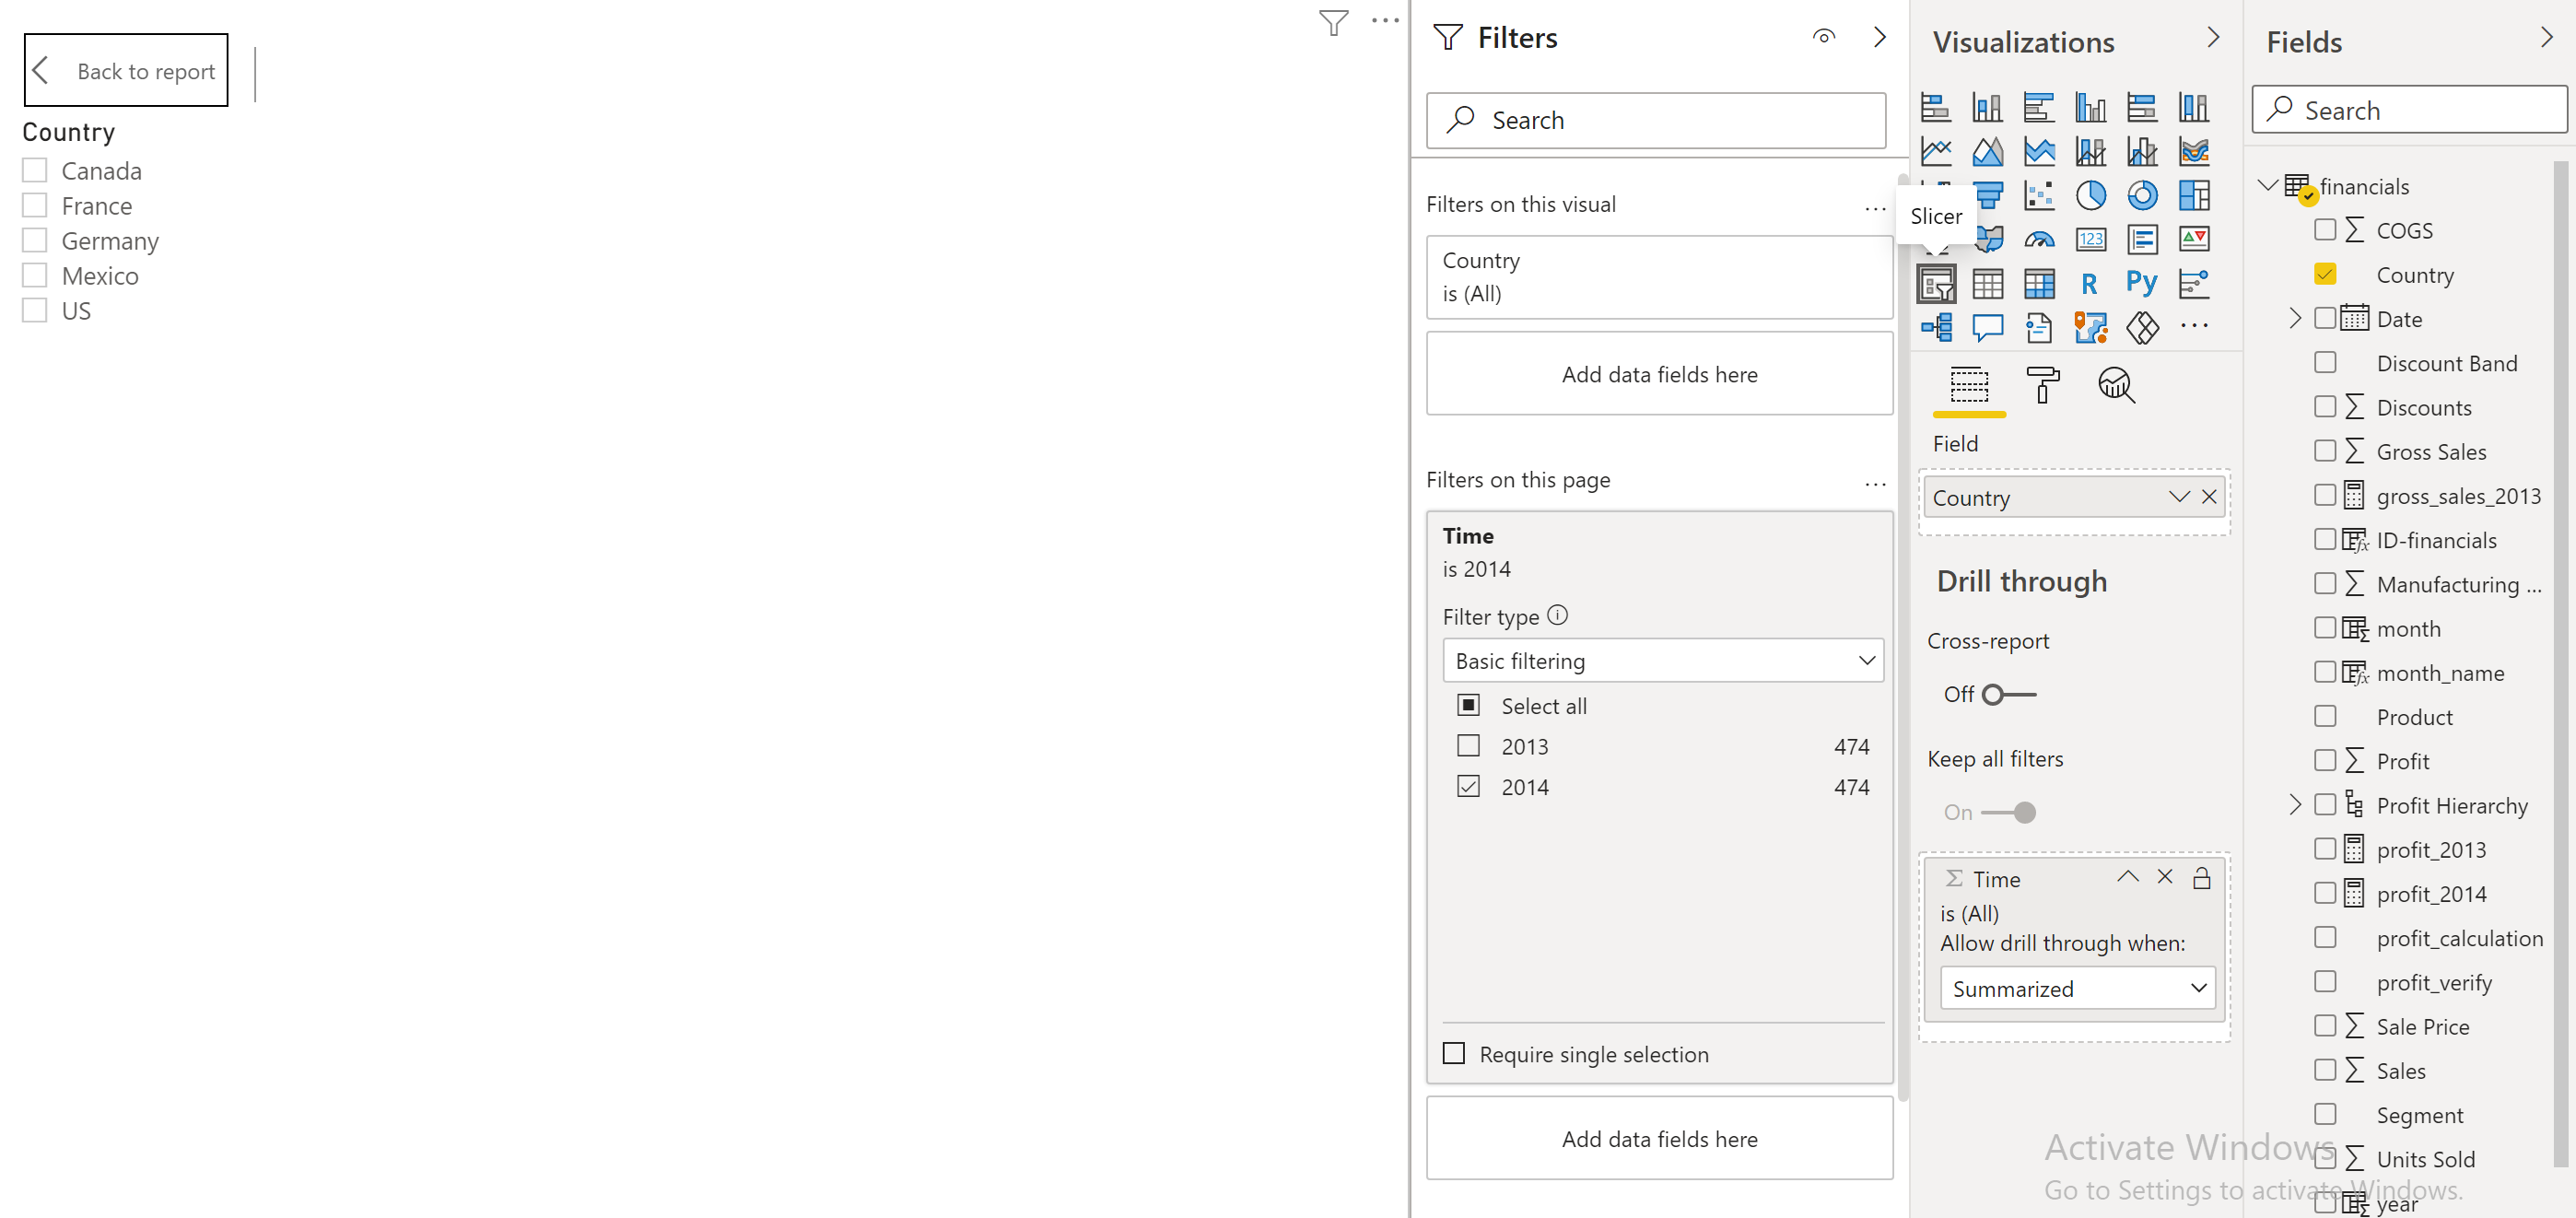 Back to report
Country
Canada
France
Germany
Mexico
US
Filters
Search
Filters on this visual
...
Country
is (All)
Add data fields here
Filters on this page
...
Time
is 2014
Filter type
Basic filtering
Select all
2013 474
2014 474
Require single selection
Add data fields here
Visualizations
Slicer
123
R
Py
...
Field
Country
Drill through
Cross-report
Off
Keep all filters
On
Σ Time
is (All)
Allow drill through when:
Summarized
Fields
Search
financials
Σ COGS
Country
Date
Discount Band
Σ Discounts
Σ Gross Sales
gross_sales_2013
fx ID-financials
Σ Manufacturing ...
Σ month
fx month_name
Product
Σ Profit
Profit Hierarchy
profit_2013
profit_2014
profit_calculation
profit_verify
Σ Sale Price
Σ Sales
Segment
Σ Units Sold
Σ year
Activate Windows
Go to Settings to activate Windows.